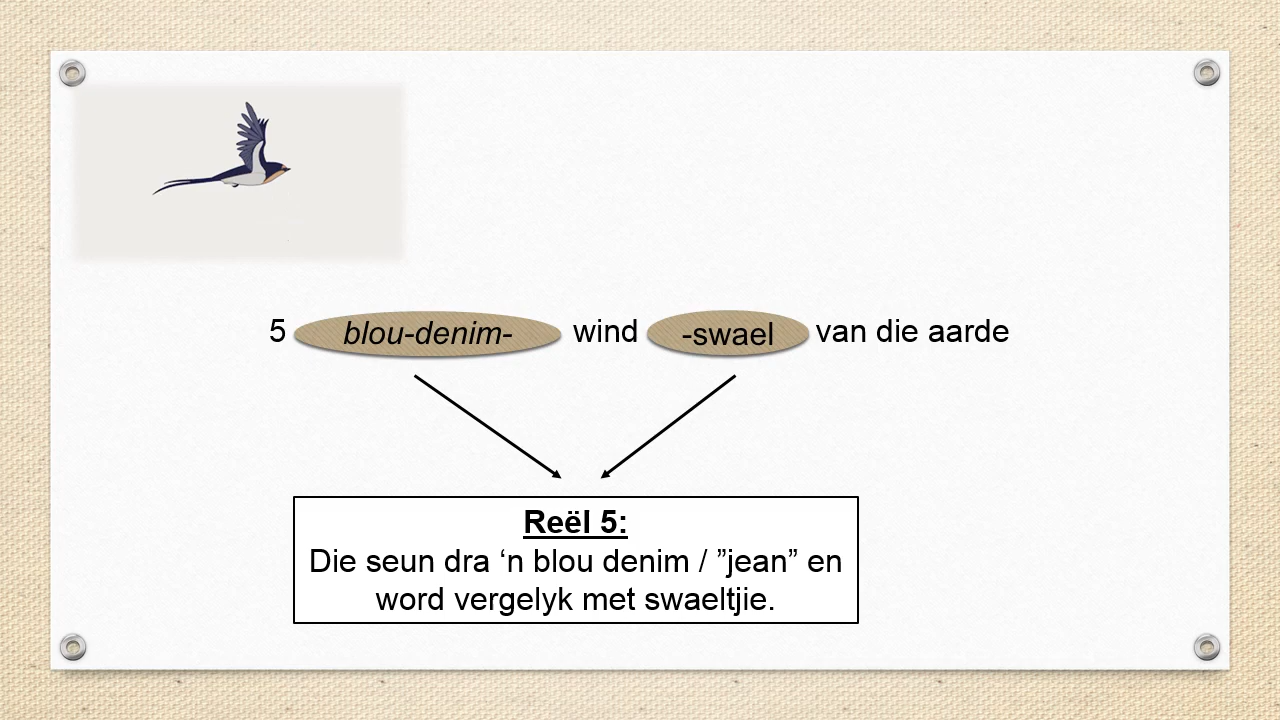 5 blou-denim- wind -swael van die aarde
Reël 5:
Die seun dra ‘n blou denim / ”jean” en
word vergelyk met swaeltjie.